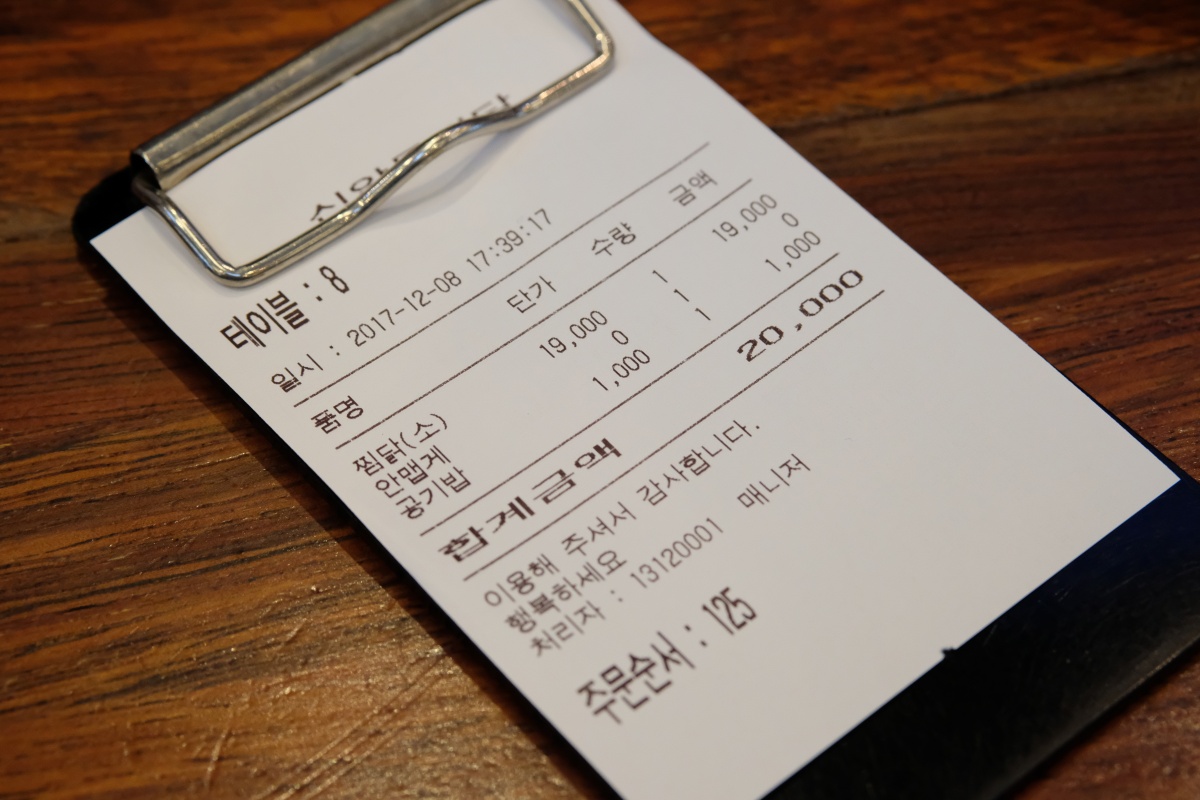 테이블 : 8
일시 : 2017-12-08 17:39:17
품명 단가 수량 금액
찜닭(소) 19,000 1 19,000
안맵게 0 1 0
공기밥 1,000 1 1,000
합계금액 20,000
이용해 주셔서 감사합니다.
행복하세요
처리자 : 13120001 매니저
주문순서 : 125